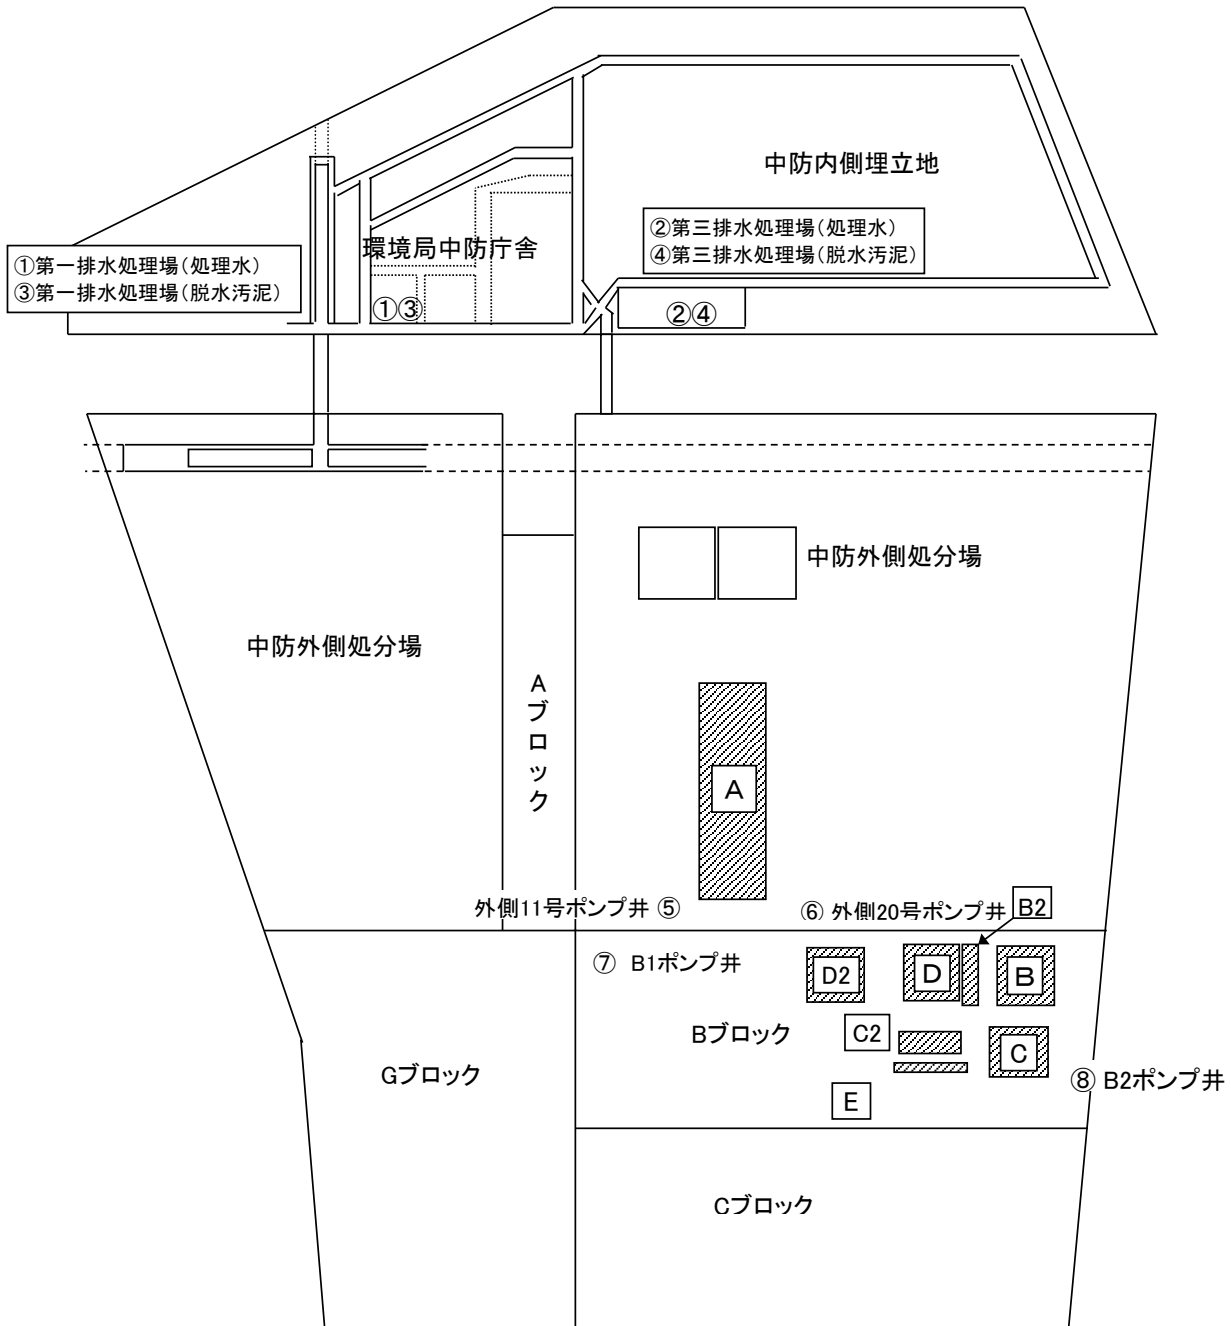 中防内側埋立地
②第三排水処理場(処理水)
④第三排水処理場(脱水汚泥)
環境局中防庁舎
①第一排水処理場(処理水)
③第一排水処理場(脱水汚泥)
①③
②④
中防外側処分場
中防外側処分場
Aブロック
A
外側11号ポンプ井 ⑤
⑥ 外側20号ポンプ井
B2
⑦ B1ポンプ井
D2
D
B
Bブロック
C2
C
Gブロック
⑧ B2ポンプ井
E
Cブロック